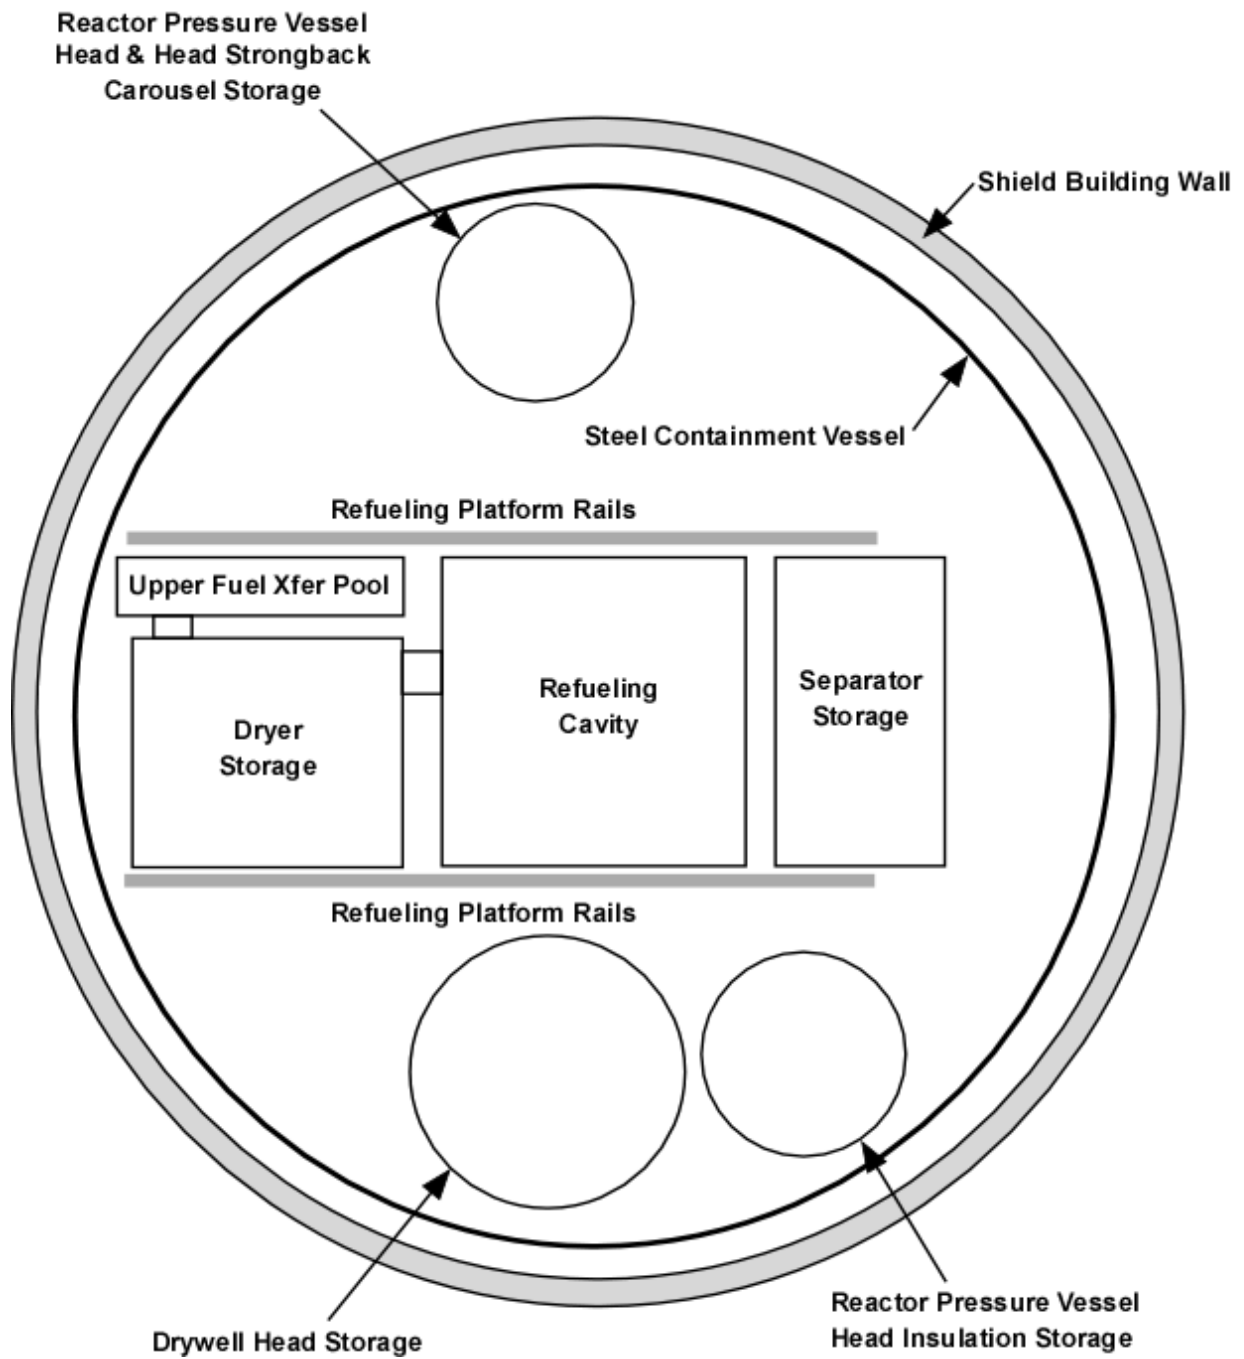 Reactor Pressure Vessel
Head & Head Strongback
Carousel Storage
Shield Building Wall
Steel Containment Vessel
Refueling Platform Rails
Upper Fuel Xfer Pool
Dryer
Storage
Refueling
Cavity
Separator
Storage
Refueling Platform Rails
Drywell Head Storage
Reactor Pressure Vessel
Head Insulation Storage